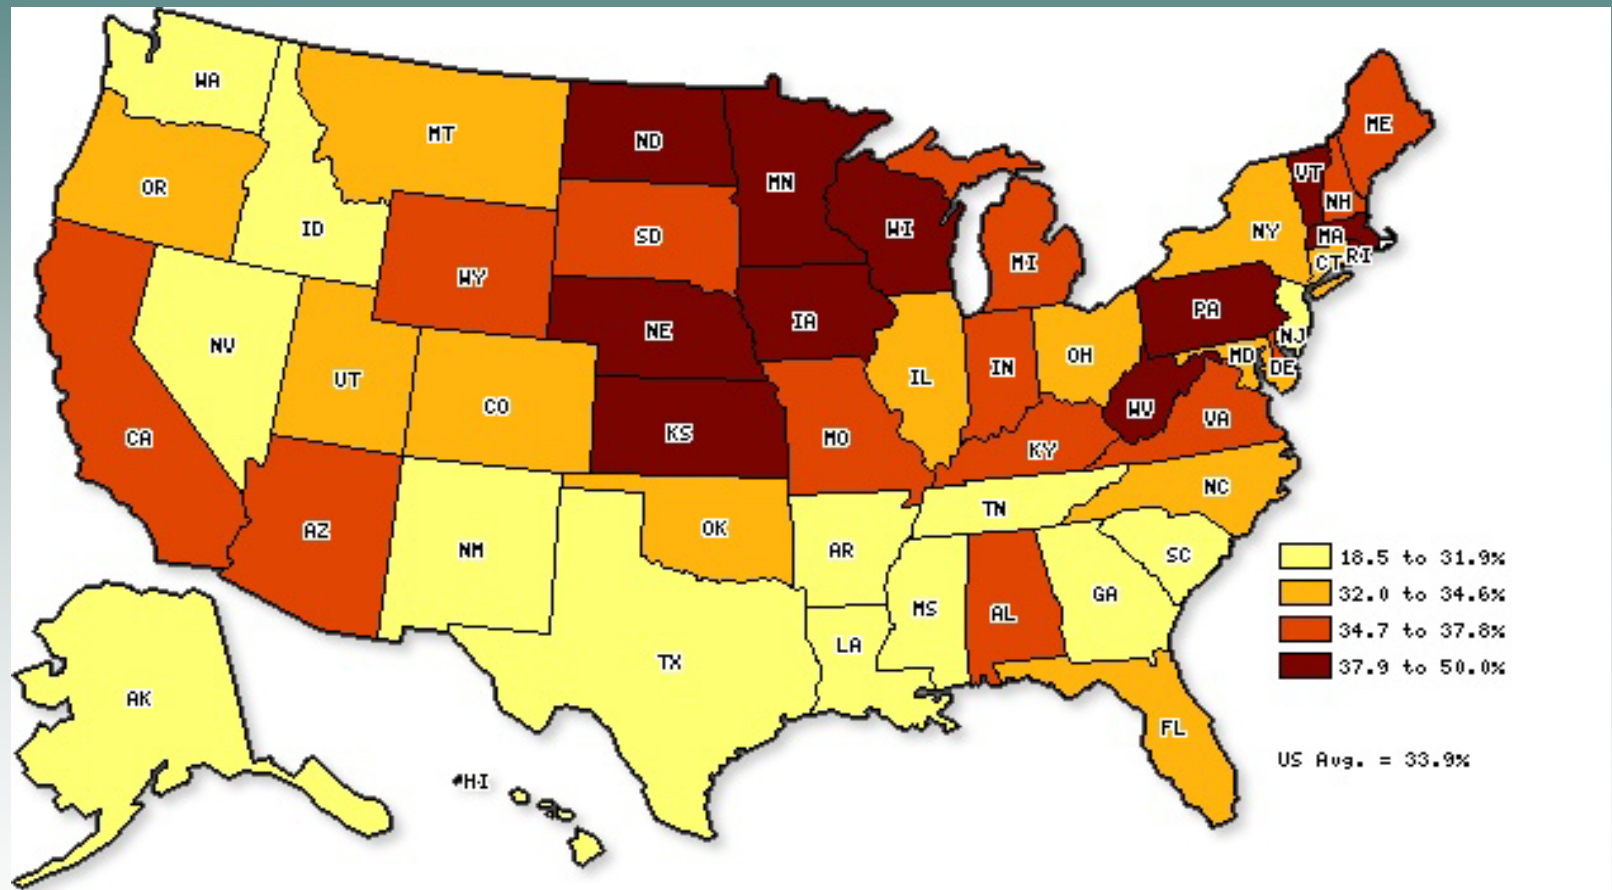 WA
MT
ND
MN
ME
VT
NH
OR
ID
SD
WI
NY
MA
CT
RI
WY
MI
NE
IA
PA
NV
UT
CO
IL
IN
OH
NJ
MD
DE
CA
KS
MO
KY
WV
VA
AZ
NM
OK
AR
TN
NC
TX
LA
MS
AL
GA
SC
FL
AK
*HI
18.5 to 31.9%
32.0 to 34.6%
34.7 to 37.8%
37.9 to 50.0%
US Avg. = 33.9%